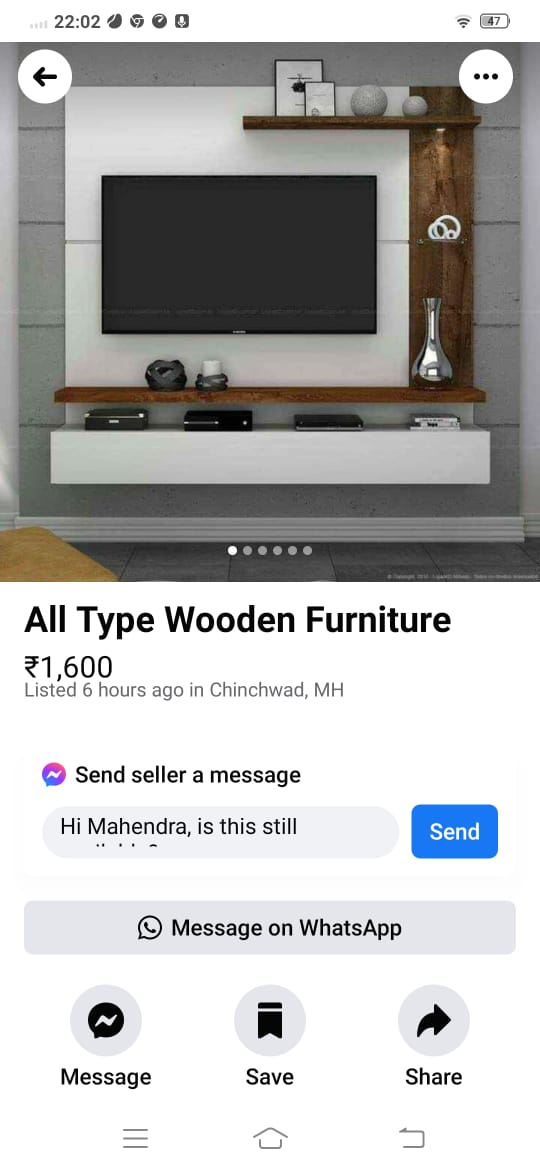 22:02
47
SAMSUNG
All Type Wooden Furniture
₹1,600
Listed 6 hours ago in Chinchwad, MH
Send seller a message
Hi Mahendra, is this still
Send
Message on WhatsApp
Message
Save
Share